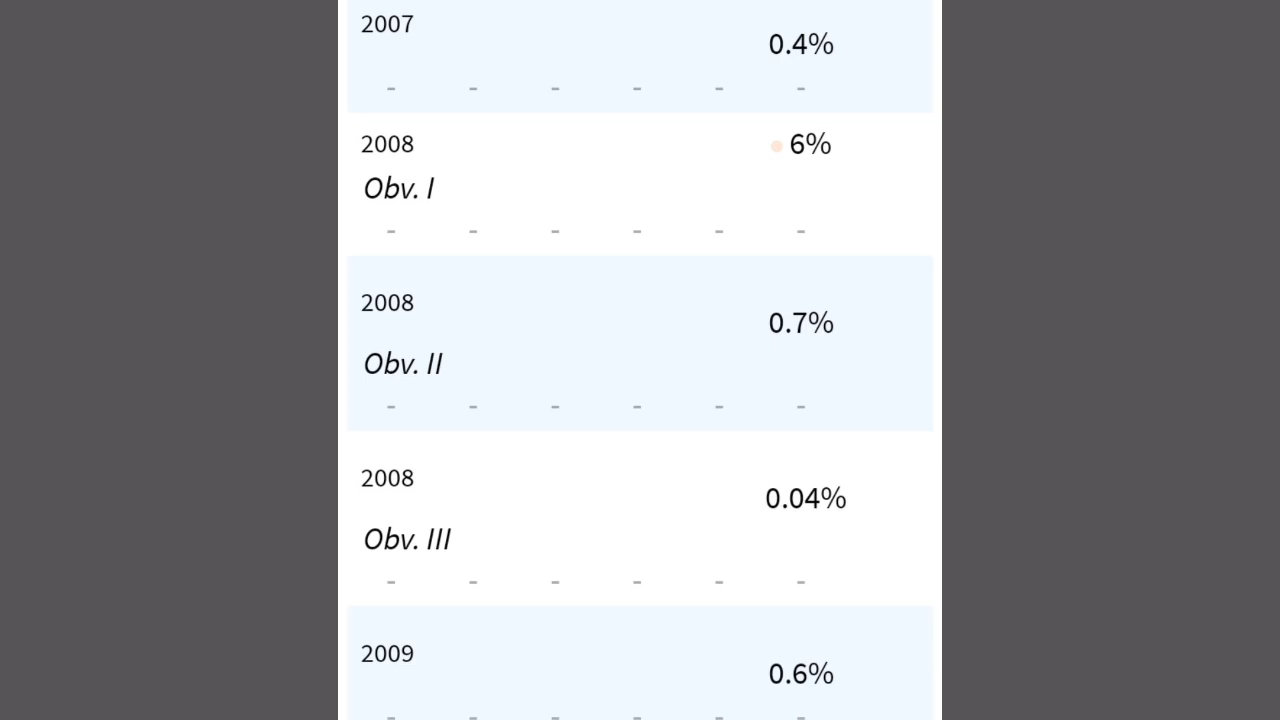 2007
0.4%
- - - - - -
2008
6%
Obv. I
- - - - - -
2008
0.7%
Obv. II
- - - - - -
2008
0.04%
Obv. III
- - - - - -
2009
0.6%
- - - - - -